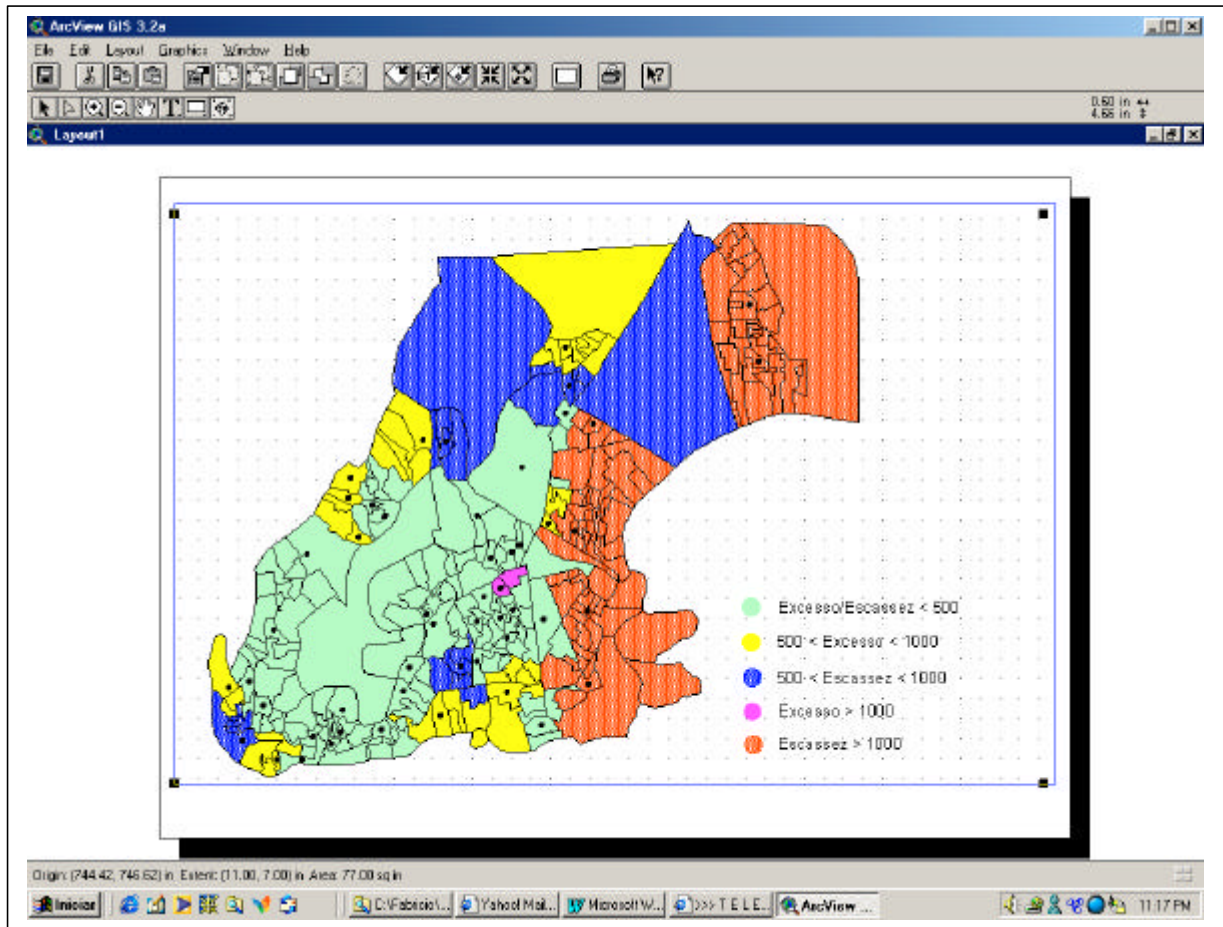 ArcView GIS 3.2a
File Edit Layout Graphics Window Help
T
0.60 in
4.66 in
Layout1
Excesso/Escassez < 500
500 < Excesso < 1000
500 < Escassez < 1000
Excesso > 1000
Escassez > 1000
Origin: (744.42, 746.62) in Extent: (11.00, 7.00) in Area: 77.00 sq in
Iniciar C:\Fabricio\... Yahoo! Mail... Microsoft W... >>> T E L E... ArcView ... 11:17 PM